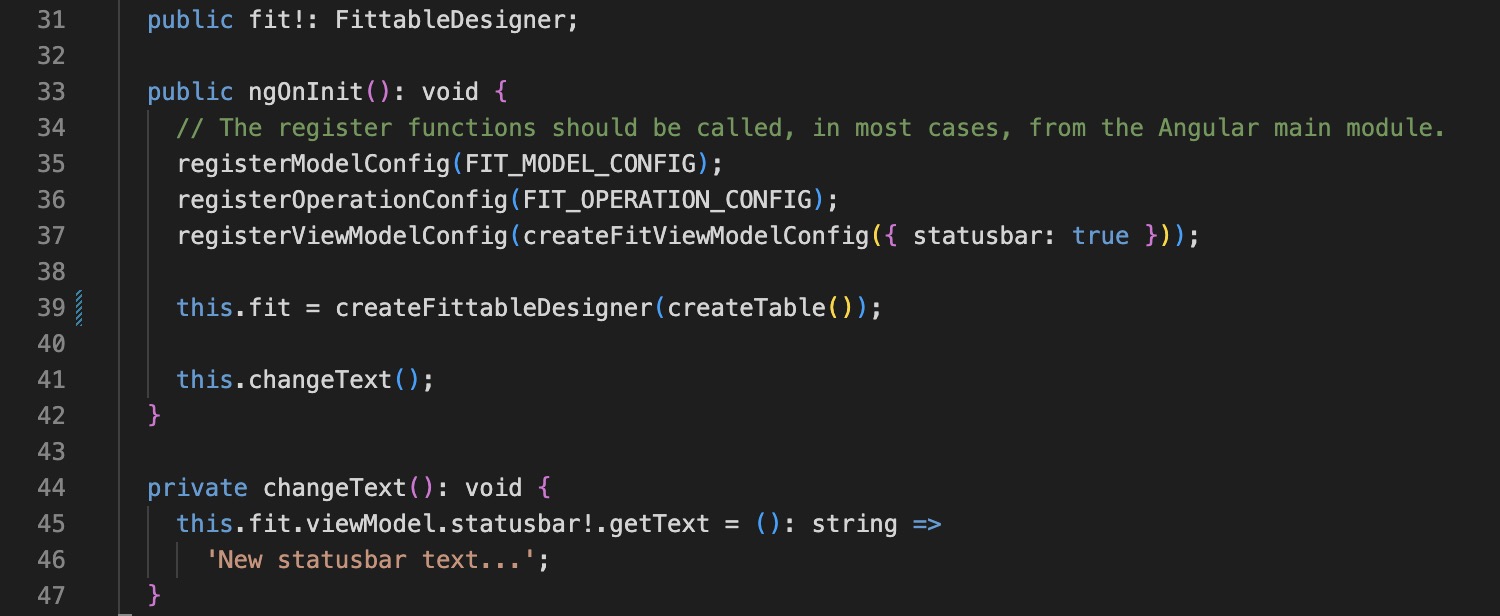 31 public fit!: FittableDesigner;
32
33 public ngOnInit(): void {
34 // The register functions should be called, in most cases, from the Angular main module.
35 registerModelConfig(FIT_MODEL_CONFIG);
36 registerOperationConfig(FIT_OPERATION_CONFIG);
37 registerViewModelConfig(createFitViewModelConfig({ statusbar: true }));
38
39 this.fit = createFittableDesigner(createTable());
40
41 this.changeText();
42 }
43
44 private changeText(): void {
45 this.fit.viewModel.statusbar!.getText = (): string =>
46 'New statusbar text...';
47 }